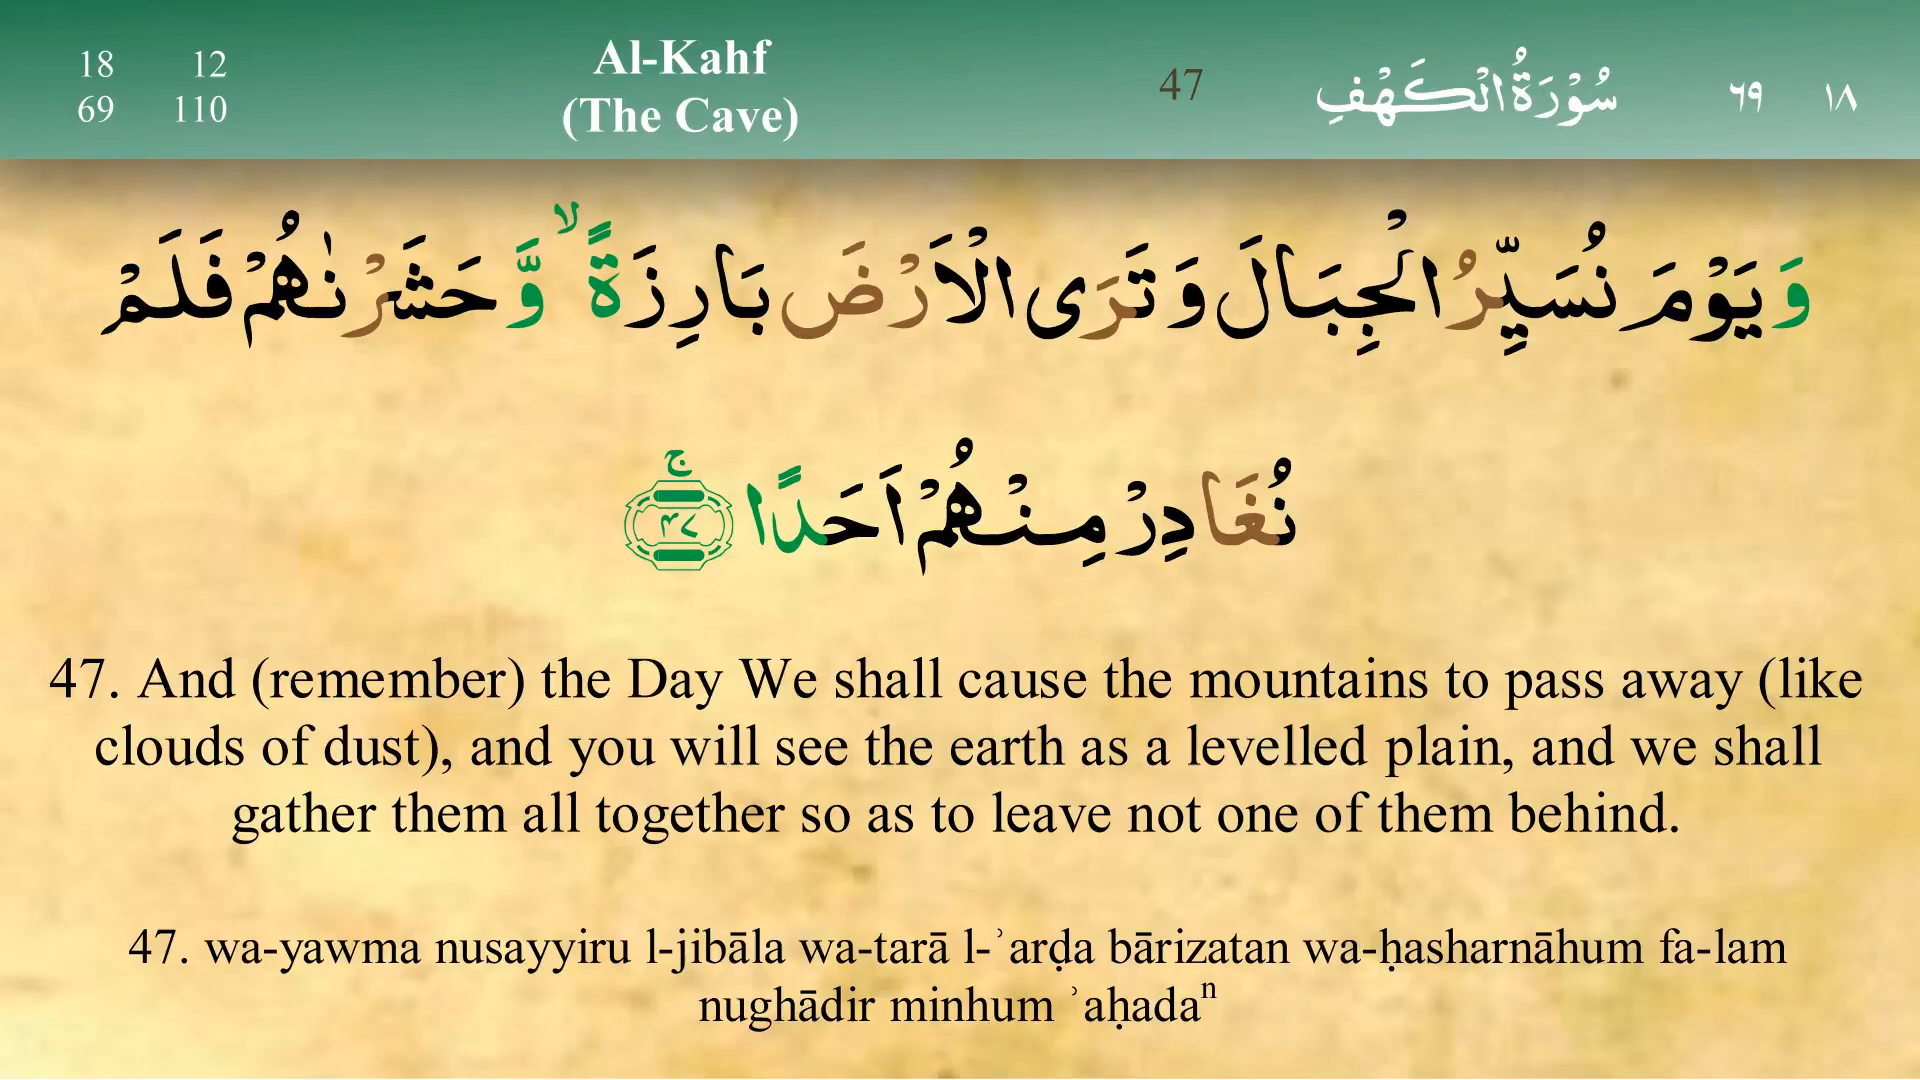 18 12
69 110
Al-Kahf
(The Cave)
47
سُوْرَةُ الْكَهْفِ
٦٩ ١٨
وَيَوْمَ نُسَيِّرُ الْجِبَالَ وَتَرَى الْاَرْضَ بَارِزَةًۙ وَّحَشَرْنٰهُمْ فَلَمْ
نُغَادِرْ مِنْهُمْ اَحَدًاۚ ۴۷
47. And (remember) the Day We shall cause the mountains to pass away (like
clouds of dust), and you will see the earth as a levelled plain, and we shall
gather them all together so as to leave not one of them behind.
47. wa-yawma nusayyiru l-jibāla wa-tarā l-ʾarḍa bārizatan wa-ḥasharnāhum fa-lam
nughādir minhum ʾaḥadaⁿ